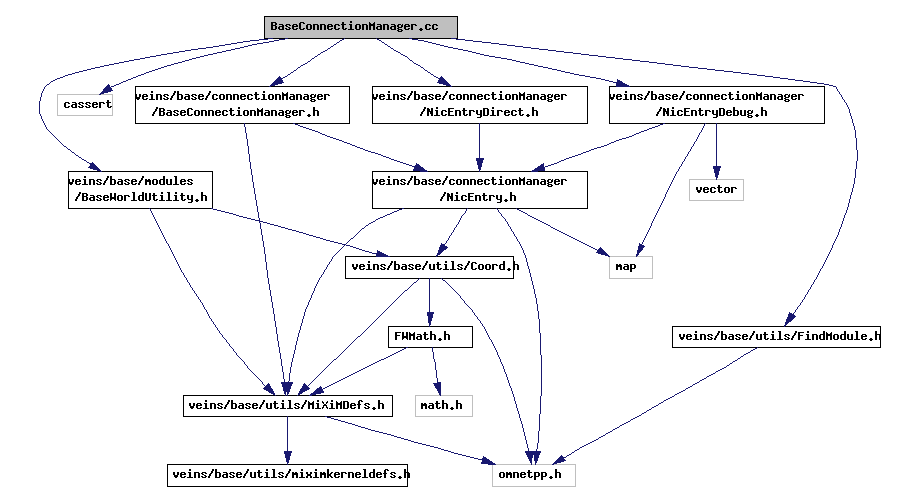 BaseConnectionManager.cc
cassert
veins/base/connectionManager
/BaseConnectionManager.h
veins/base/connectionManager
/NicEntryDirect.h
veins/base/connectionManager
/NicEntryDebug.h
veins/base/modules
/BaseWorldUtility.h
veins/base/connectionManager
/NicEntry.h
vector
veins/base/utils/Coord.h
map
FWMath.h
veins/base/utils/FindModule.h
veins/base/utils/MiXiMDefs.h
math.h
veins/base/utils/miximkerneldefs.h
omnetpp.h